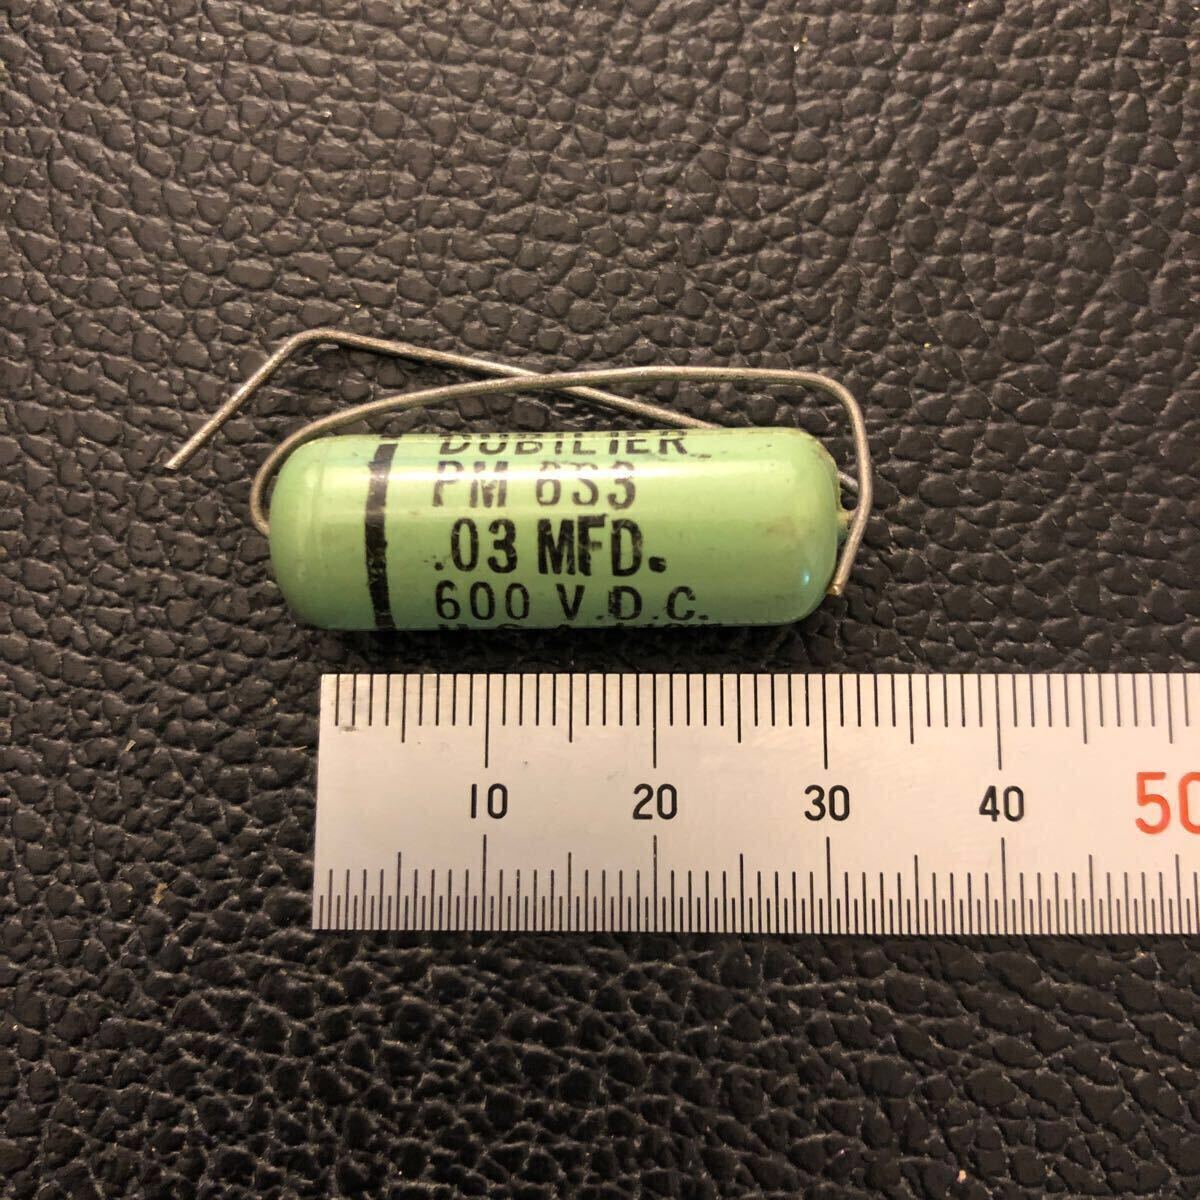 DUBILIER
PM 6S3
.03 MFD.
600 V.D.C.
10 20 30 40 50